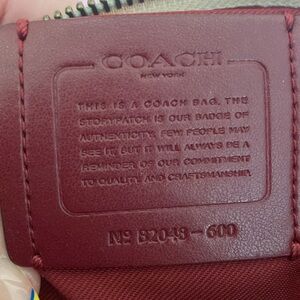 COACH
NEW YORK
THIS IS A COACH BAG. THE
STORYPATCH IS OUR BADGE OF
AUTHENTICITY. FEW PEOPLE MAY
SEE IT, BUT IT WILL ALWAYS BE A
REMINDER OF OUR COMMITMENT
TO QUALITY AND CRAFTSMANSHIP.
Nº B2048-600